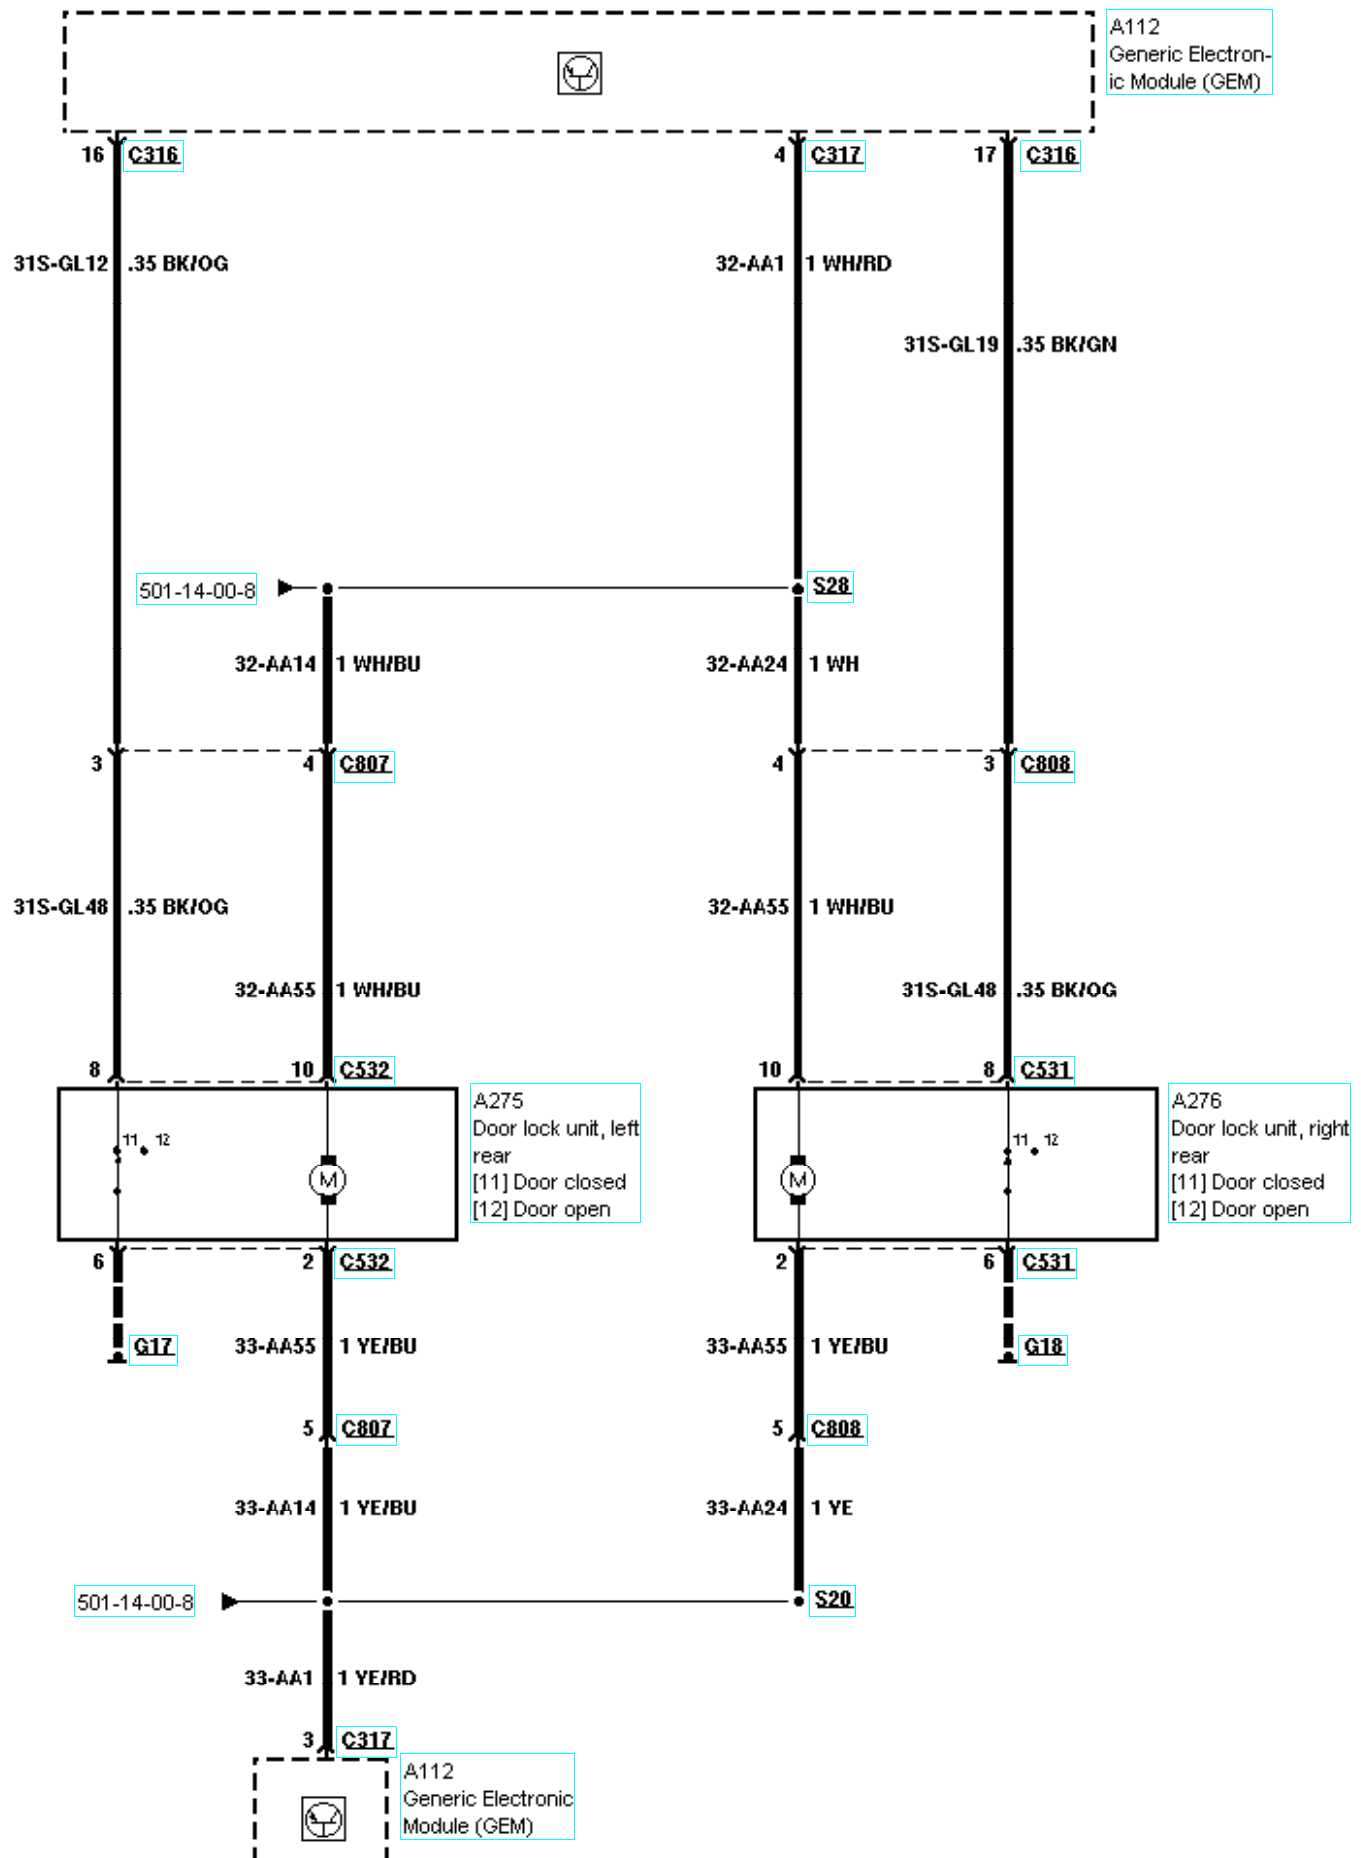 A112
Generic Electron-
ic Module (GEM)
16 C316
4 C317
17 C316
31S-GL12 .35 BK/OG
32-AA1 1 WH/RD
31S-GL19 .35 BK/GN
501-14-00-8
S28
32-AA14 1 WH/BU
32-AA24 1 WH
3
4 C807
4
3 C808
31S-GL48 .35 BK/OG
32-AA55 1 WH/BU
32-AA55 1 WH/BU
31S-GL48 .35 BK/OG
8
10 C532
10
8 C531
A275
Door lock unit, left
rear
[11] Door closed
[12] Door open
11 12
M
A276
Door lock unit, right
rear
[11] Door closed
[12] Door open
M
11 12
6
2 C532
2
6 C531
G17
33-AA55 1 YE/BU
33-AA55 1 YE/BU
G18
5 C807
5 C808
33-AA14 1 YE/BU
33-AA24 1 YE
501-14-00-8
S20
33-AA1 1 YE/RD
3 C317
A112
Generic Electronic
Module (GEM)